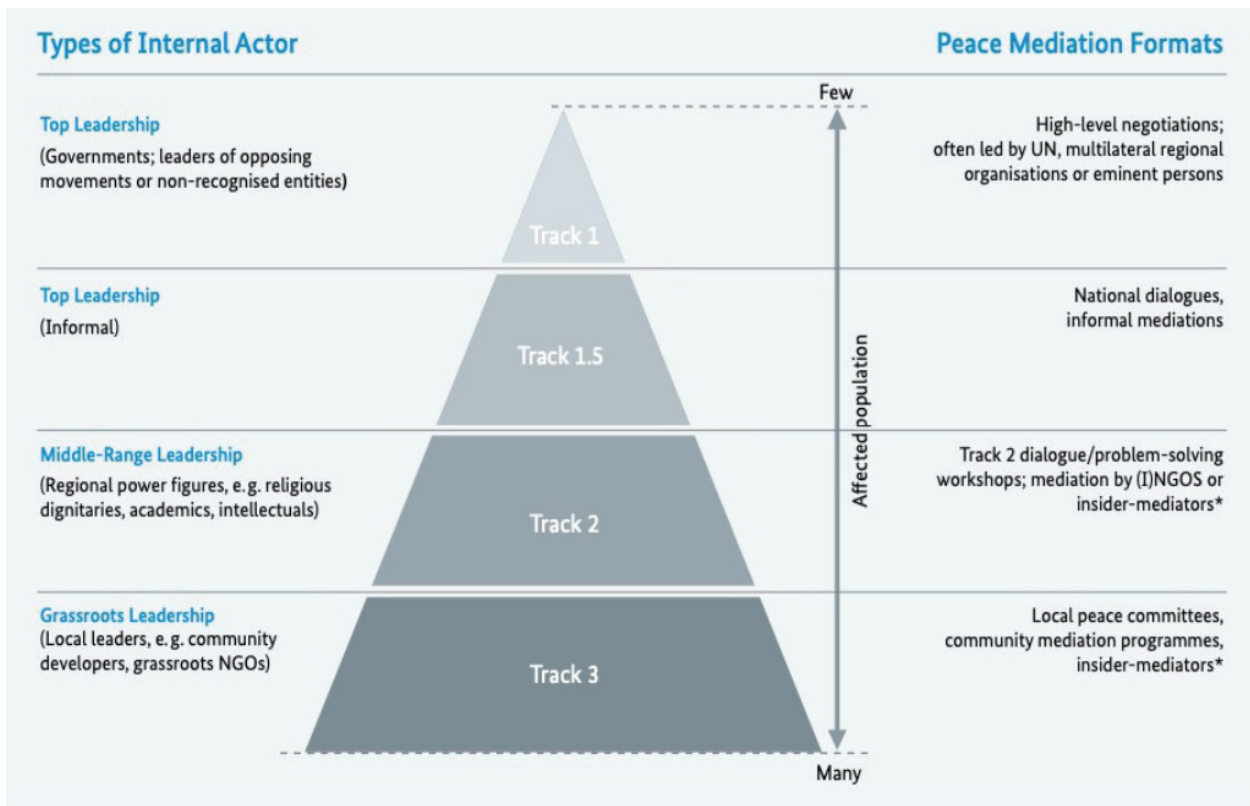 Types of Internal Actor
Peace Mediation Formats
Few
Top Leadership
(Governments; leaders of opposing
movements or non-recognised entities)
Track 1
High-level negotiations;
often led by UN, multilateral regional
organisations or eminent persons
Top Leadership
(Informal)
Track 1.5
National dialogues,
informal mediations
Affected population
Middle-Range Leadership
(Regional power figures, e. g. religious
dignitaries, academics, intellectuals)
Track 2
Track 2 dialogue/problem-solving
workshops; mediation by (I)NGOS or
insider-mediators*
Grassroots Leadership
(Local leaders, e. g. community
developers, grassroots NGOs)
Track 3
Local peace committees,
community mediation programmes,
insider-mediators*
Many